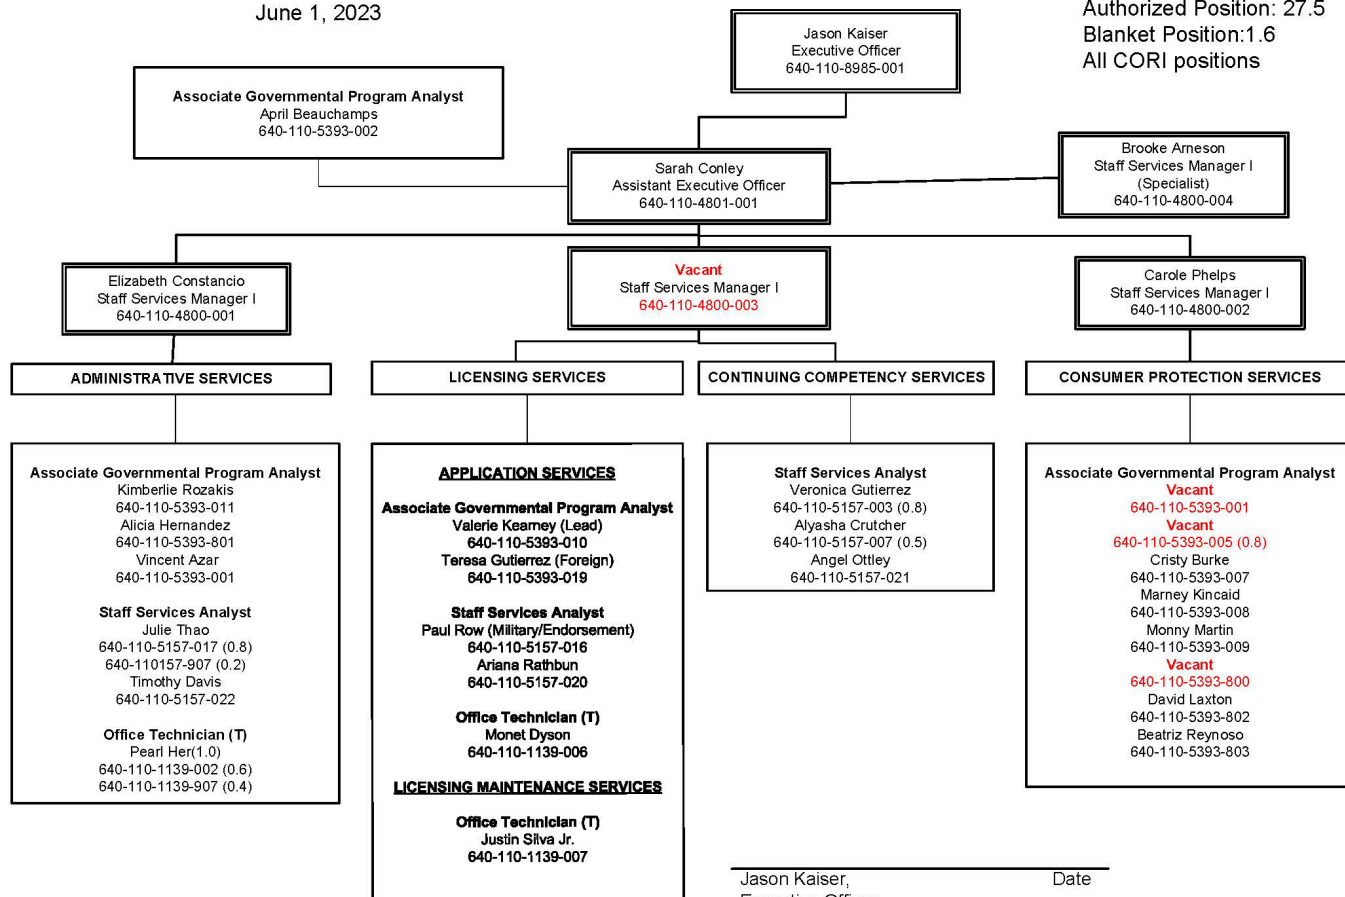 June 1, 2023
Authorized Position: 27.5
Blanket Position:1.6
All CORI positions
Jason Kaiser
Executive Officer
640-110-8985-001
Associate Governmental Program Analyst
April Beauchamps
640-110-5393-002
Sarah Conley
Assistant Executive Officer
640-110-4801-001
Brooke Arneson
Staff Services Manager I
(Specialist)
640-110-4800-004
Elizabeth Constancio
Staff Services Manager I
640-110-4800-001
Vacant
Staff Services Manager I
640-110-4800-003
Carole Phelps
Staff Services Manager I
640-110-4800-002
ADMINISTRATIVE SERVICES
LICENSING SERVICES
CONTINUING COMPETENCY SERVICES
CONSUMER PROTECTION SERVICES
Associate Governmental Program Analyst
Kimberlie Rozakis
640-110-5393-011
Alicia Hernandez
640-110-5393-801
Vincent Azar
640-110-5393-001
Staff Services Analyst
Julie Thao
640-110-5157-017 (0.8)
640-110157-907 (0.2)
Timothy Davis
640-110-5157-022
Office Technician (T)
Pearl Her(1.0)
640-110-1139-002 (0.6)
640-110-1139-907 (0.4)
APPLICATION SERVICES
Associate Governmental Program Analyst
Valerie Kearney (Lead)
640-110-5393-010
Teresa Gutierrez (Foreign)
640-110-5393-019
Staff Services Analyst
Paul Row (Military/Endorsement)
640-110-5157-016
Ariana Rathbun
640-110-5157-020
Office Technician (T)
Monet Dyson
640-110-1139-006
LICENSING MAINTENANCE SERVICES
Office Technician (T)
Justin Silva Jr.
640-110-1139-007
Staff Services Analyst
Veronica Gutierrez
640-110-5157-003 (0.8)
Alyasha Crutcher
640-110-5157-007 (0.5)
Angel Ottley
640-110-5157-021
Associate Governmental Program Analyst
Vacant
640-110-5393-001
Vacant
640-110-5393-005 (0.8)
Cristy Burke
640-110-5393-007
Marney Kincaid
640-110-5393-008
Monny Martin
640-110-5393-009
Vacant
640-110-5393-800
David Laxton
640-110-5393-802
Beatriz Reynoso
640-110-5393-803
Jason Kaiser, Date